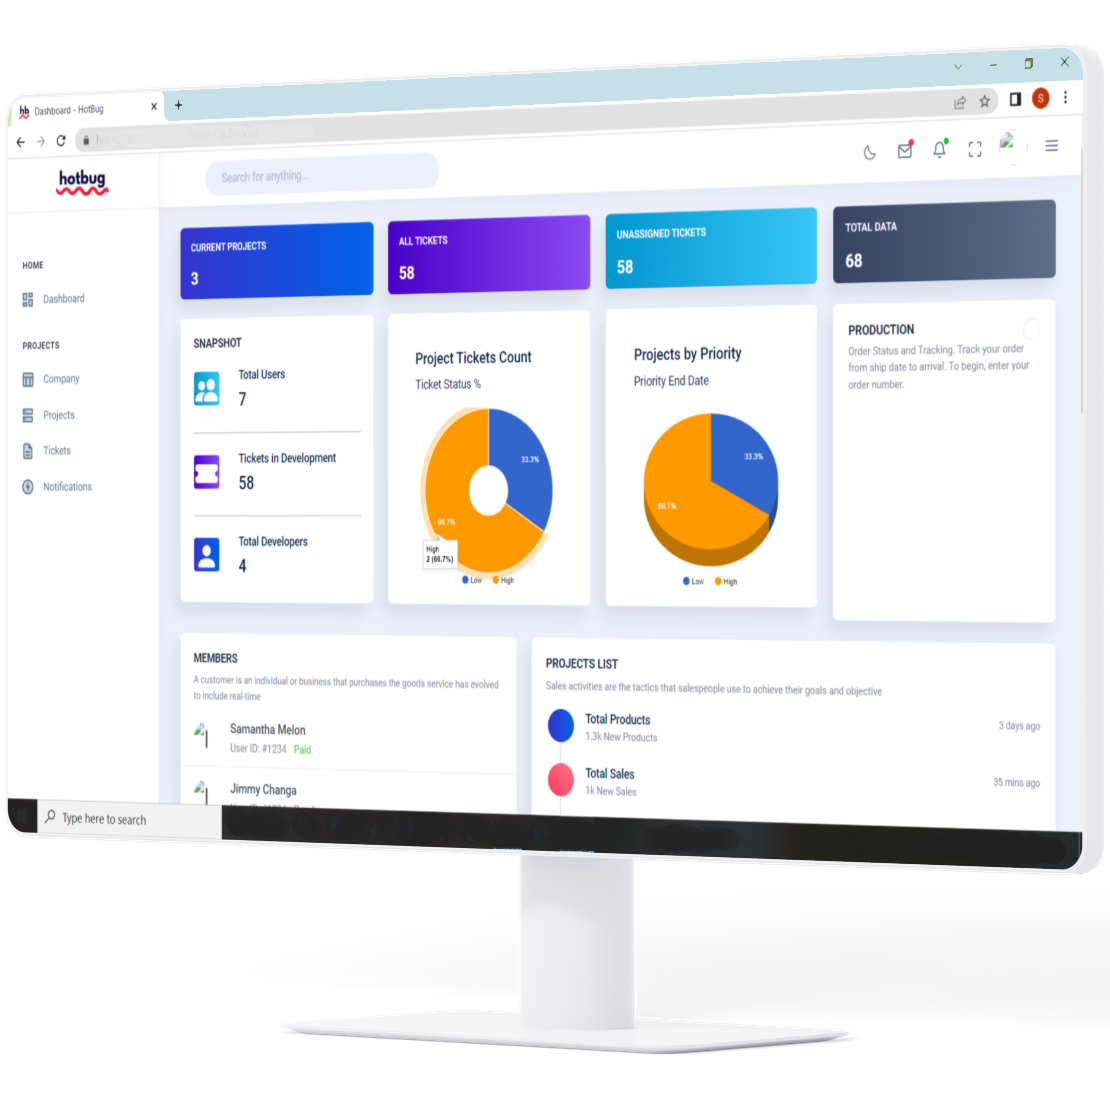 hb Dashboard - HotBug
hotbug
Search for anything...
HOME
Dashboard
PROJECTS
Company
Projects
Tickets
Notifications
S
CURRENT PROJECTS
3
ALL TICKETS
58
UNASSIGNED TICKETS
58
TOTAL DATA
68
SNAPSHOT
Total Users
7
Tickets in Development
58
Total Developers
4
Project Tickets Count
Ticket Status %
33.3%
66.7%
High
2 (66.7%)
Low High
Projects by Priority
Priority End Date
33.3%
66.7%
Low High
PRODUCTION
Order Status and Tracking. Track your order
from ship date to arrival. To begin, enter your
order number.
MEMBERS
A customer is an individual or business that purchases the goods service has evolved
to include real-time
Samantha Melon
User ID: #1234 Paid
Jimmy Changa
PROJECTS LIST
Sales activities are the tactics that salespeople use to achieve their goals and objective
Total Products
1.3k New Products
3 days ago
Total Sales
1k New Sales
35 mins ago
Type here to search